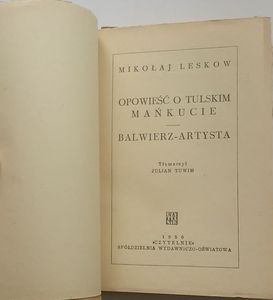 MIKOŁAJ LESKOW
OPOWIEŚĆ O TULSKIM
MAŃKUCIE
BALWIERZ-ARTYSTA
Tłumaczył
JULIAN TUWIM
1950
«CZYTELNIK»
SPÓŁDZIELNIA WYDAWNICZO-OŚWIATOWA